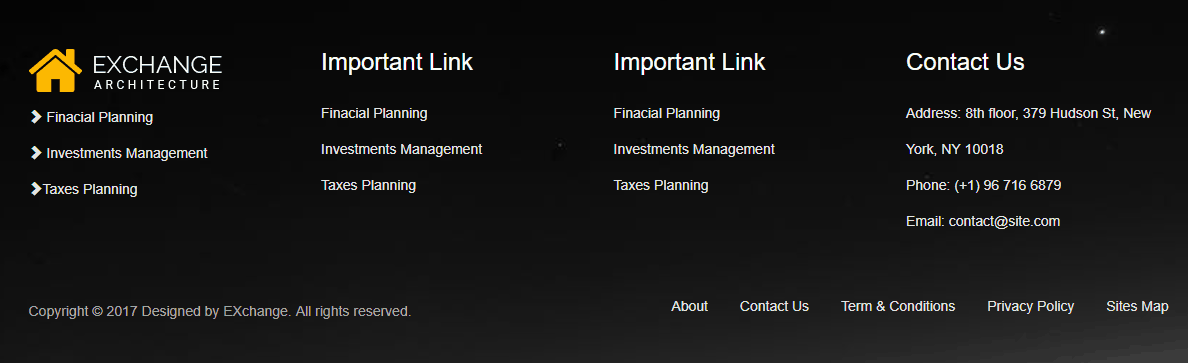 EXCHANGE
ARCHITECTURE
Finacial Planning
Investments Management
Taxes Planning
Important Link
Finacial Planning
Investments Management
Taxes Planning
Important Link
Finacial Planning
Investments Management
Taxes Planning
Contact Us
Address: 8th floor, 379 Hudson St, New
York, NY 10018
Phone: (+1) 96 716 6879
Email: contact@site.com
Copyright © 2017 Designed by EXchange. All rights reserved.
About Contact Us Term & Conditions Privacy Policy Sites Map